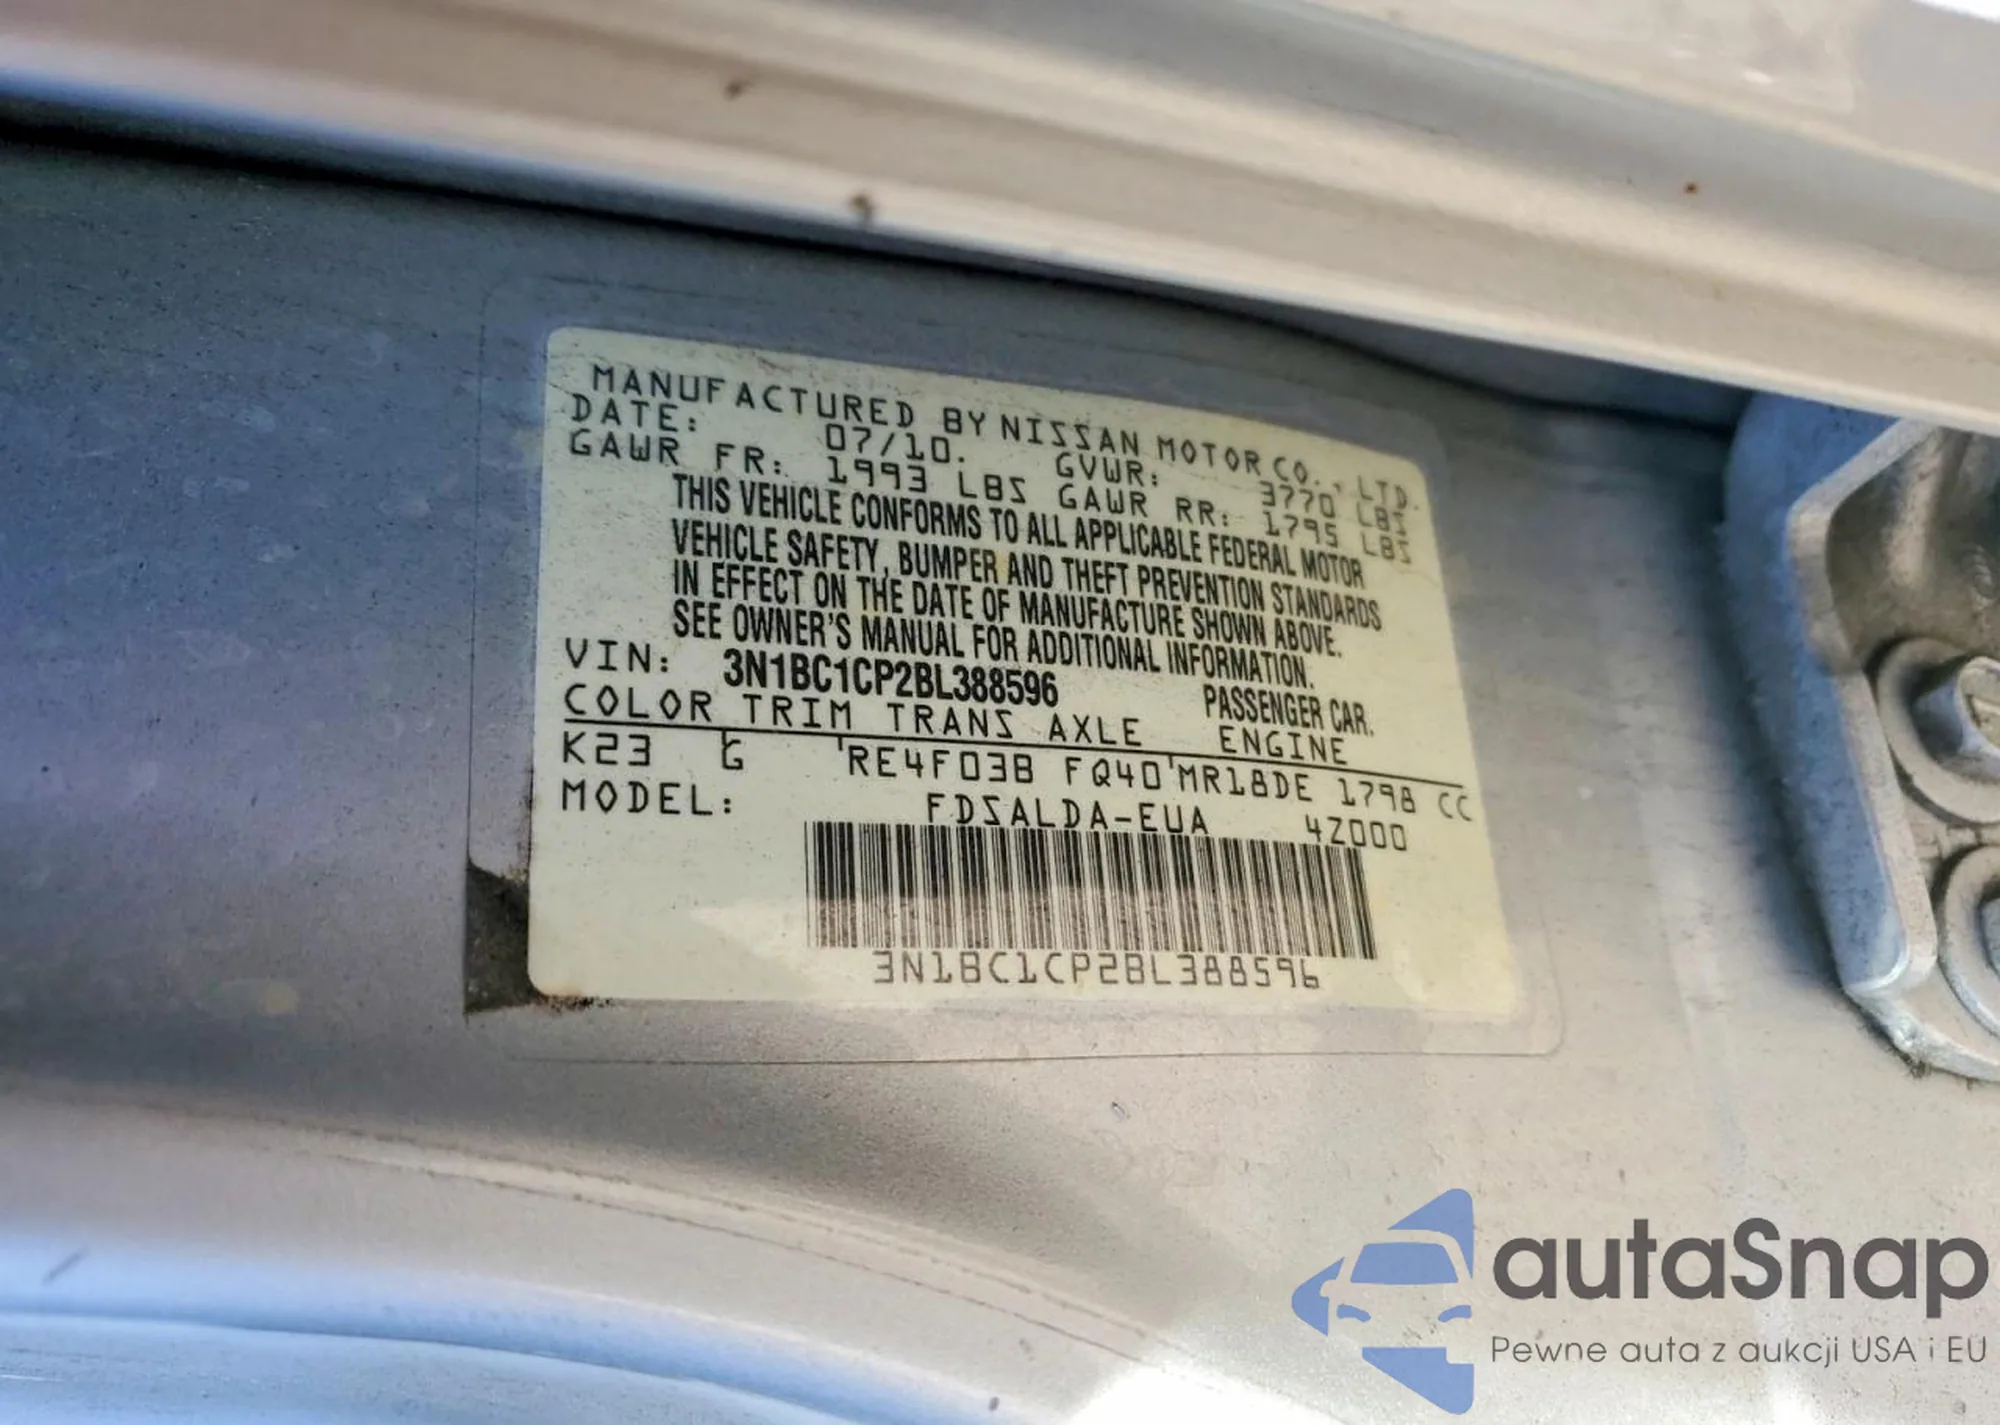 MANUFACTURED BY NISSAN MOTOR CO., LTD.
DATE: 07/10. GVWR: 3770 LBS
GAWR FR: 1993 LBS GAWR RR: 1795 LBS
THIS VEHICLE CONFORMS TO ALL APPLICABLE FEDERAL MOTOR
VEHICLE SAFETY, BUMPER AND THEFT PREVENTION STANDARDS
IN EFFECT ON THE DATE OF MANUFACTURE SHOWN ABOVE.
SEE OWNER'S MANUAL FOR ADDITIONAL INFORMATION.
VIN: 3N1BC1CP2BL388596 PASSENGER CAR.
COLOR TRIM TRANS AXLE ENGINE
K23 G RE4F03B FQ40 MR18DE 1798 CC
MODEL: FDSALDA-EUA 4Z000
3N1BC1CP2BL388596
autaSnap
Pewne auta z aukcji USA i EU